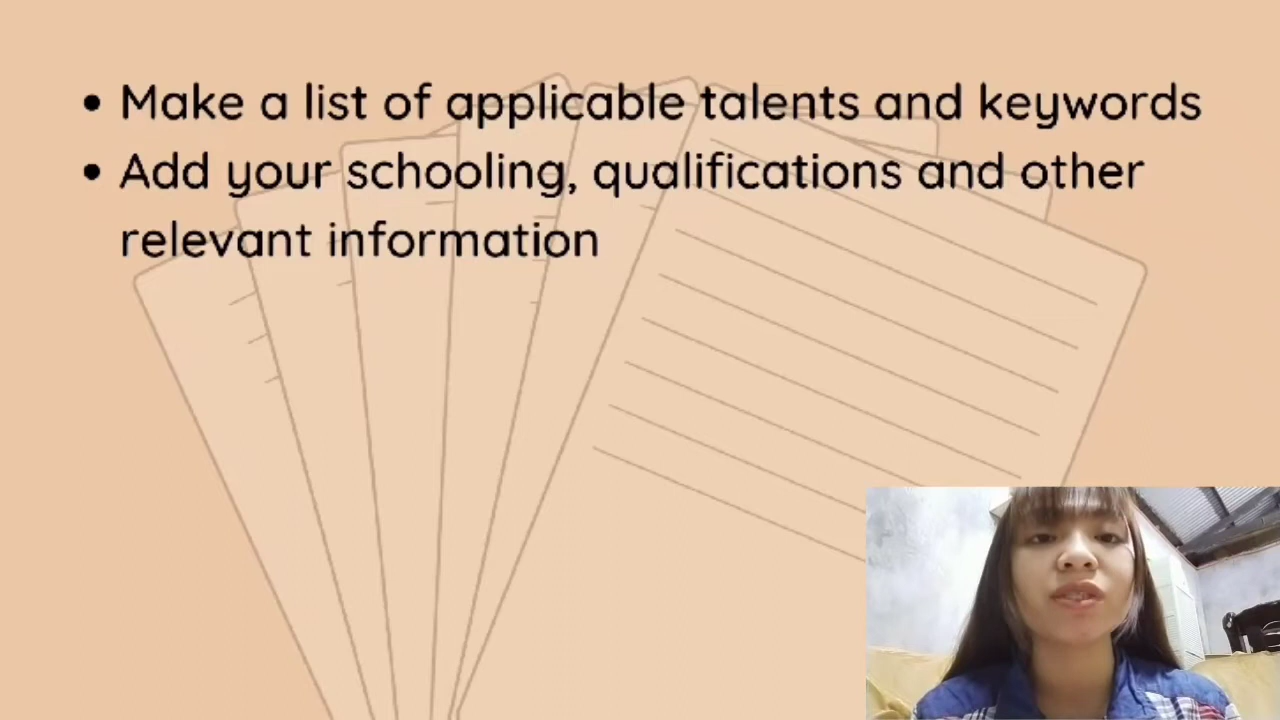 • Make a list of applicable talents and keywords
• Add your schooling, qualifications and other
relevant information